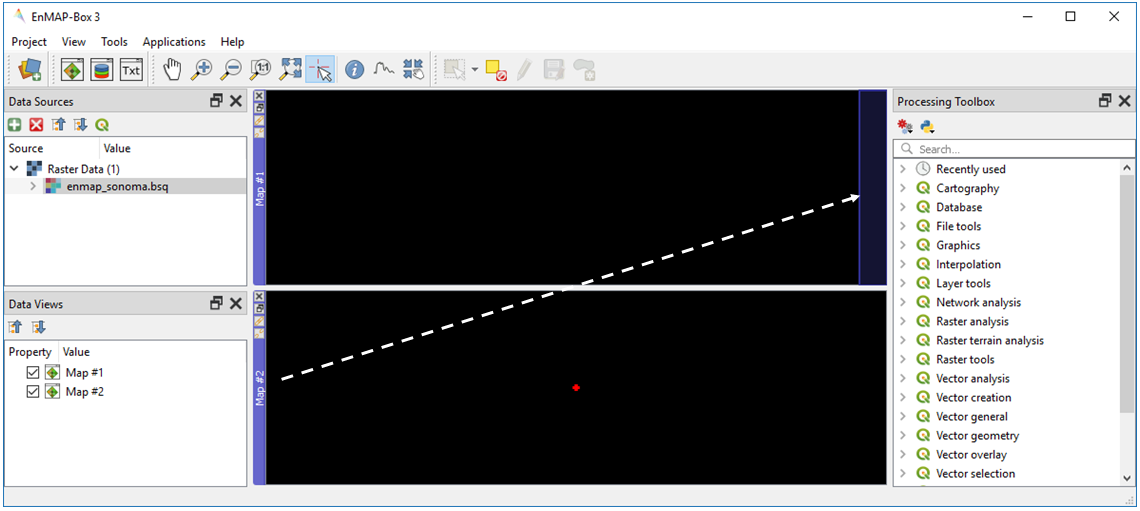 EnMAP-Box 3
Project View Tools Applications Help
1:1 Txt
Data Sources
Source Value
Raster Data (1)
enmap_sonoma.bsq
Data Views
Property Value
Map #1
Map #2
Map #1
Map #2
Processing Toolbox
Search...
Recently used
Cartography
Database
File tools
Graphics
Interpolation
Layer tools
Network analysis
Raster analysis
Raster terrain analysis
Raster tools
Vector analysis
Vector creation
Vector general
Vector geometry
Vector overlay
Vector selection